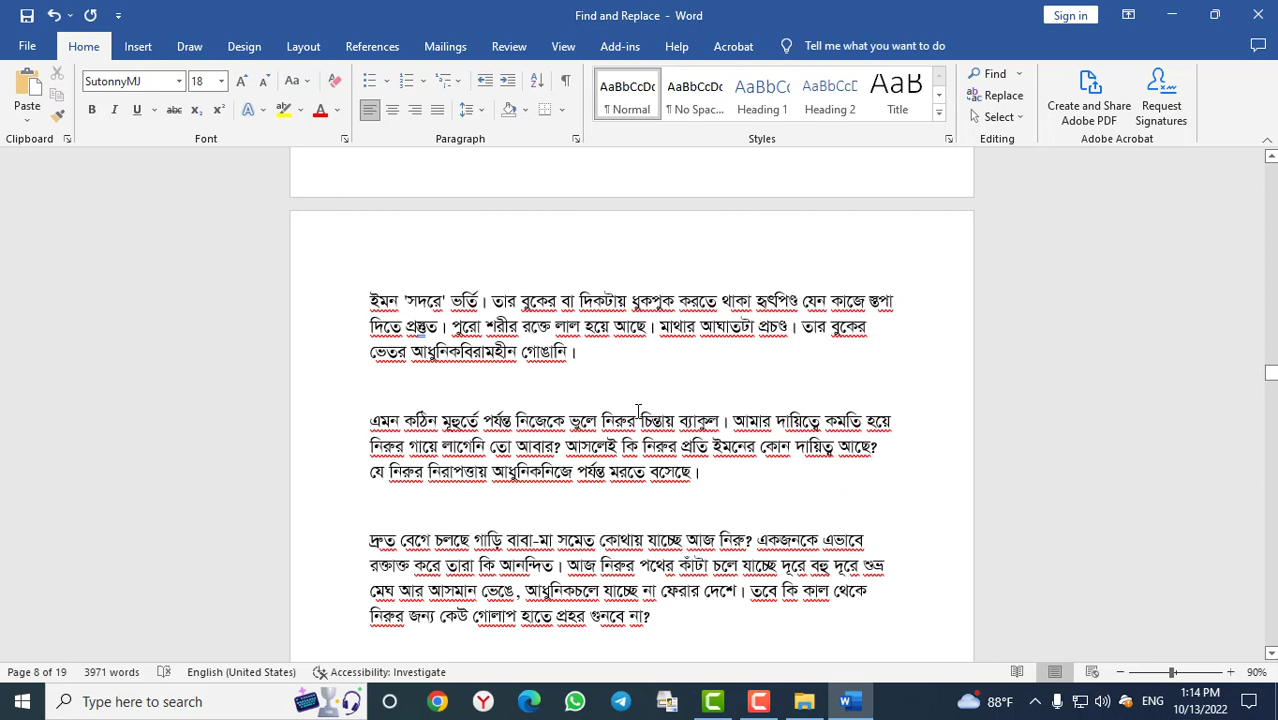 Find and Replace - Word
Sign in
File Home Insert Draw Design Layout References Mailings Review View Add-ins Help Acrobat Tell me what you want to do
Paste
Clipboard
SutonnyMJ 18
Font
Paragraph
AaBbCcDc AaBbCcDc AaBbC( AaBbCcD AaB
¶ Normal ¶ No Spac... Heading 1 Heading 2 Title
Styles
Find
Replace
Select
Editing
Create and Share Adobe PDF
Request Signatures
Adobe Acrobat
ইমন 'সদরে' ভর্তি। তার বুকের বা দিকটায় ধুকপুক করতে থাকা হৃৎপিণ্ড যেন কাজে স্তপা
দিতে প্রস্তুত। পুরো শরীর রক্তে লাল হয়ে আছে। মাথার আঘাতটা প্রচণ্ড। তার বুকের
ভেতর আধুনিকবিরামহীন গোঙানি।
এমন কঠিন মূহুর্তে পর্যন্ত নিজেকে ভুলে নিরুর চিন্তায় ব্যাকুল। আমার দায়িত্বে কমতি হয়ে
নিরুর গায়ে লাগেনি তো আবার? আসলেই কি নিরুর প্রতি ইমনের কোন দায়িত্ব আছে?
যে নিরুর নিরাপত্তায় আধুনিকনিজে পর্যন্ত মরতে বসেছে।
দ্রুত বেগে চলছে গাড়ি বাবা-মা সমেত কোথায় যাচ্ছে আজ নিরু? একজনকে এভাবে
রক্তাক্ত করে তারা কি আনন্দিত। আজ নিরুর পথের কাঁটা চলে যাচ্ছে দূরে বহু দূরে শুভ্র
মেঘ আর আসমান ভেঙে, আধুনিকচলে যাচ্ছে না ফেরার দেশে। তবে কি কাল থেকে
নিরুর জন্য কেউ গোলাপ হাতে প্রহর গুনবে না?
Page 8 of 19 3971 words English (United States) Accessibility: Investigate 90%
Type here to search
88°F
ENG
1:14 PM
10/13/2022